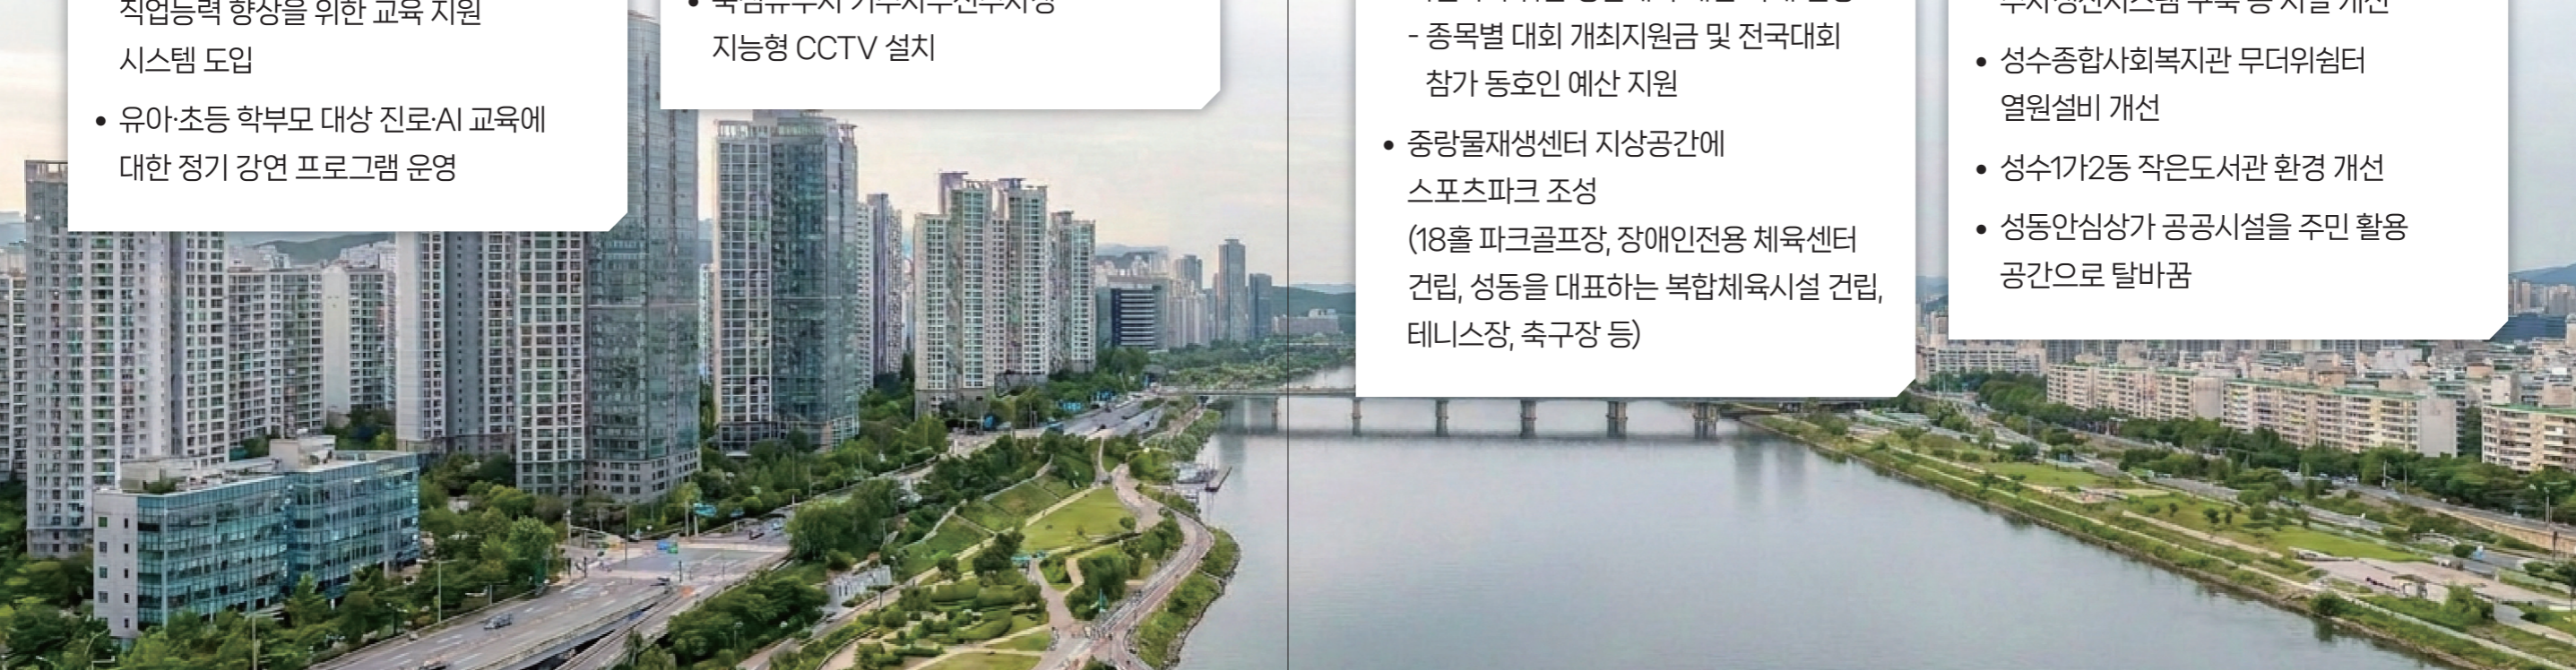 직업능력 향상을 위한 교육 지원
시스템 도입
• 유아·초등 학부모 대상 진로·AI 교육에
대한 정기 강연 프로그램 운영
지능형 CCTV 설치
- 종목별 대회 개최지원금 및 전국대회
참가 동호인 예산 지원
• 중랑물재생센터 지상공간에
스포츠파크 조성
(18홀 파크골프장, 장애인전용 체육센터
건립, 성동을 대표하는 복합체육시설 건립,
테니스장, 축구장 등)
• 성수종합사회복지관 무더위쉼터
열원설비 개선
• 성수1가2동 작은도서관 환경 개선
• 성동안심상가 공공시설을 주민 활용
공간으로 탈바꿈